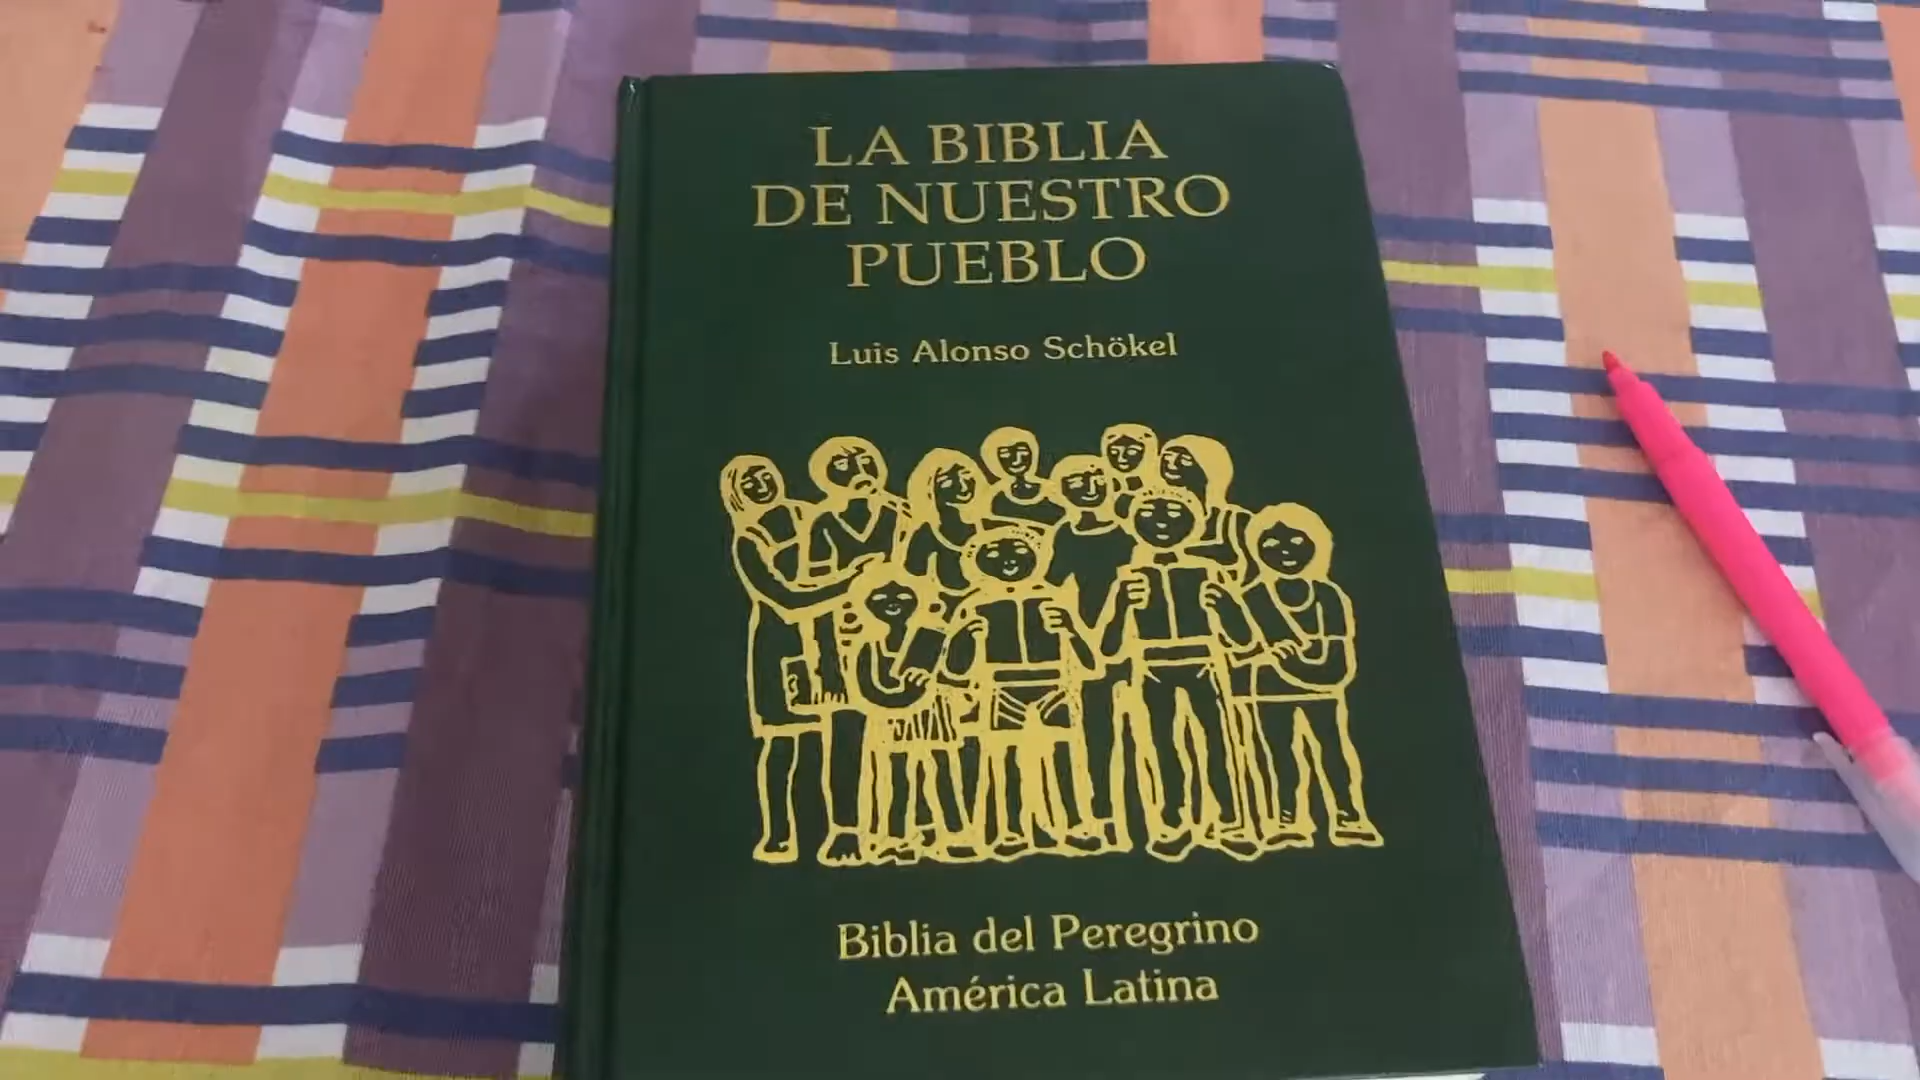 LA BIBLIA
DE NUESTRO
PUEBLO
Luis Alonso Schökel
Biblia del Peregrino
América Latina